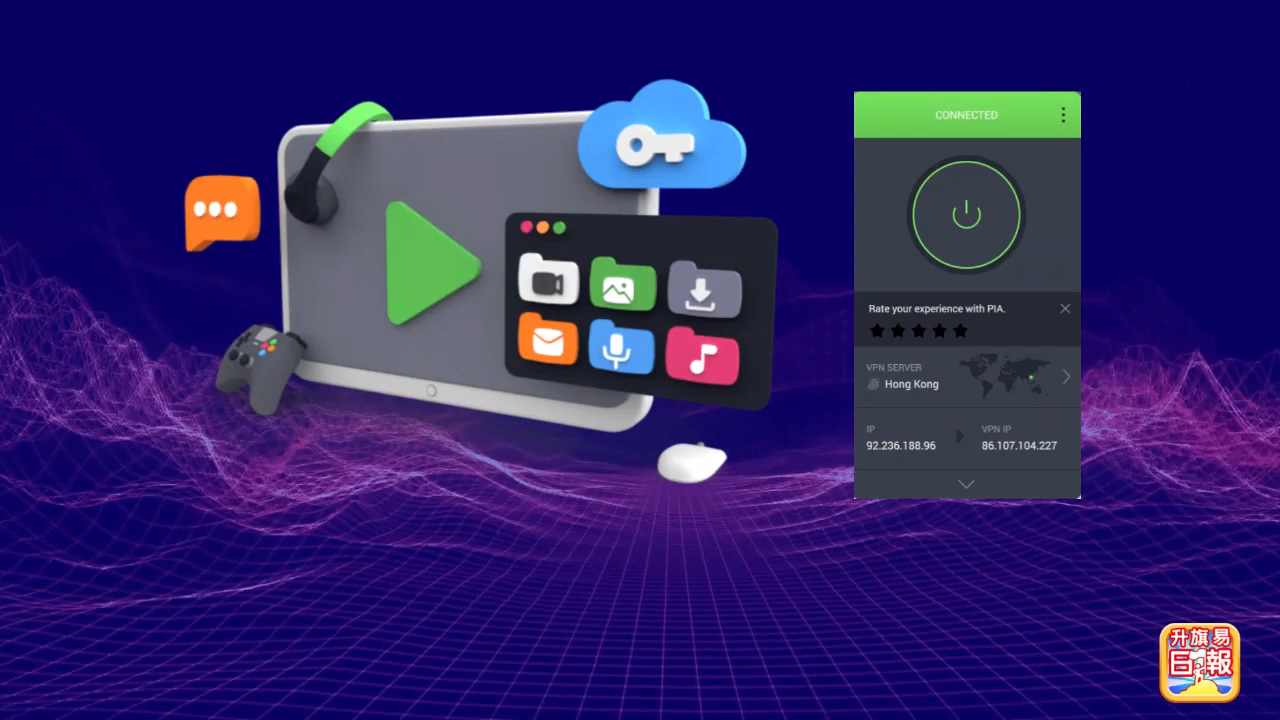 CONNECTED
Rate your experience with PIA.
VPN SERVER
Hong Kong
IP
92.236.188.96
VPN IP
86.107.104.227
升旗易
日報